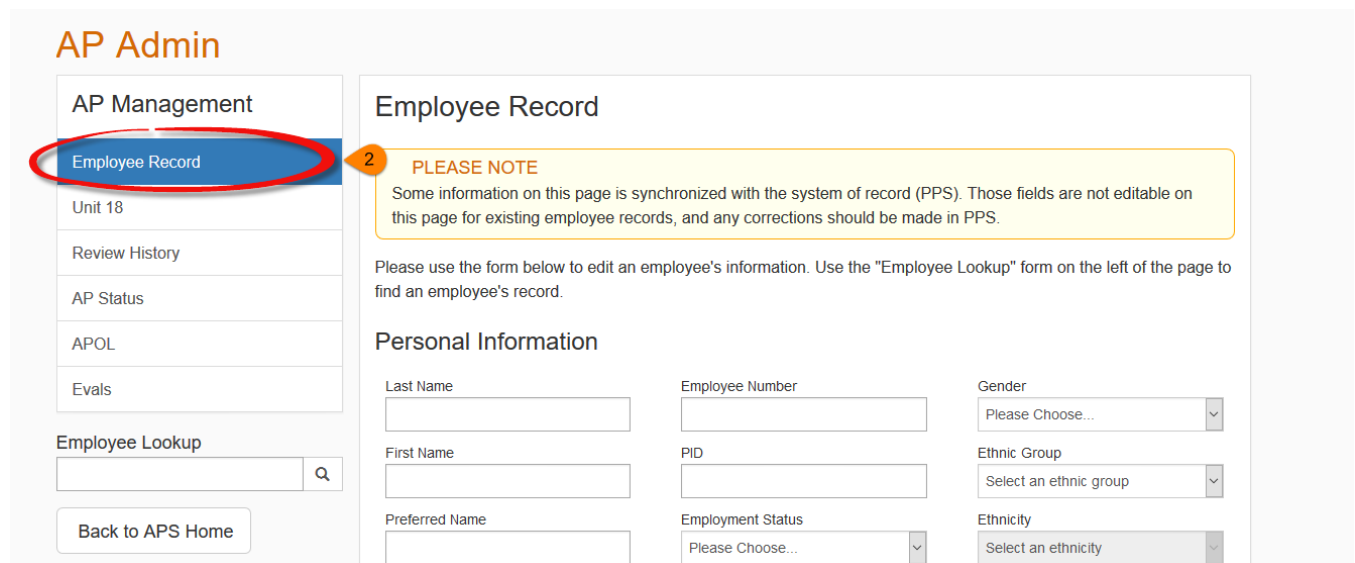 AP Admin
AP Management
Employee Record
Unit 18
Review History
AP Status
APOL
Evals
Employee Lookup
Back to APS Home
Employee Record
2
PLEASE NOTE
Some information on this page is synchronized with the system of record (PPS). Those fields are not editable on
this page for existing employee records, and any corrections should be made in PPS.
Please use the form below to edit an employee's information. Use the "Employee Lookup" form on the left of the page to
find an employee's record.
Personal Information
Last Name Employee Number Gender
Please Choose...
First Name PID Ethnic Group
Select an ethnic group
Preferred Name Employment Status Ethnicity
Please Choose... Select an ethnicity